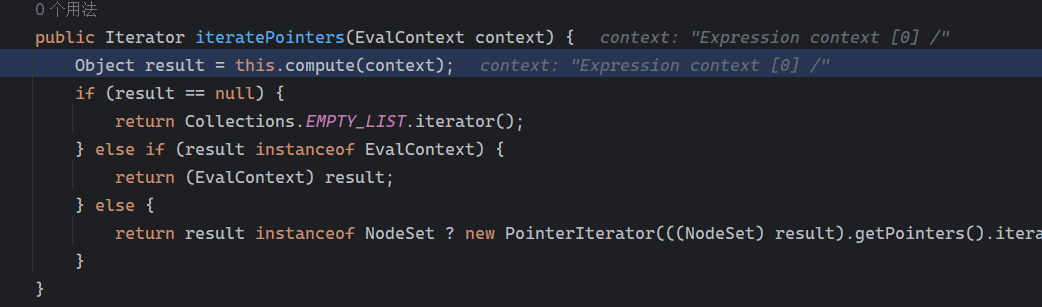 0 个用法
public Iterator iteratePointers(EvalContext context) {   context: "Expression context [0] /"
    Object result = this.compute(context);   context: "Expression context [0] /"
    if (result == null) {
        return Collections.EMPTY_LIST.iterator();
    } else if (result instanceof EvalContext) {
        return (EvalContext) result;
    } else {
        return result instanceof NodeSet ? new PointerIterator(((NodeSet) result).getPointers().itera
    }
}